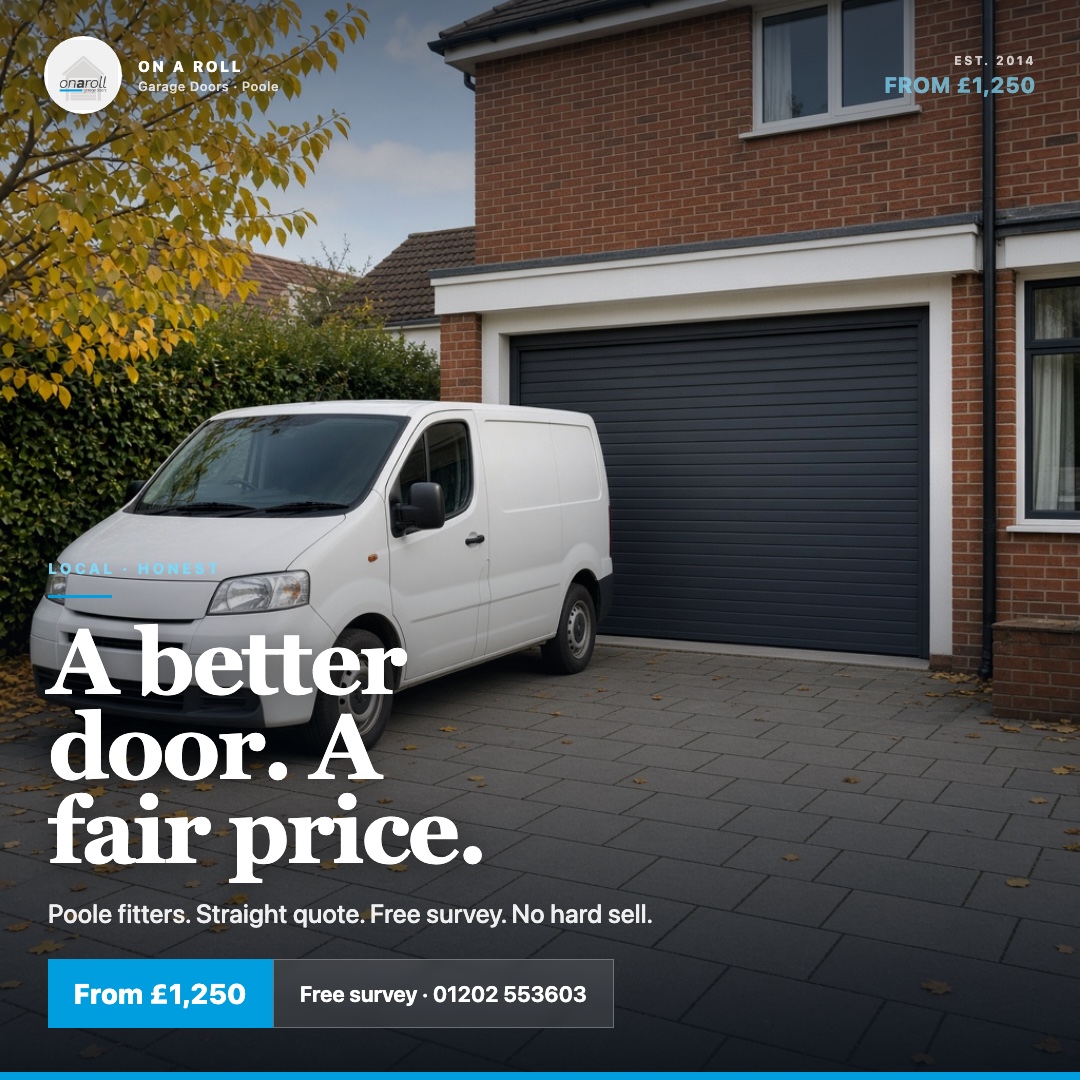 onaroll
ON A ROLL
Garage Doors · Poole
EST. 2014
FROM £1,250
LOCAL · HONEST
A better
door. A
fair price.
Poole fitters. Straight quote. Free survey. No hard sell.
From £1,250
Free survey · 01202 553603